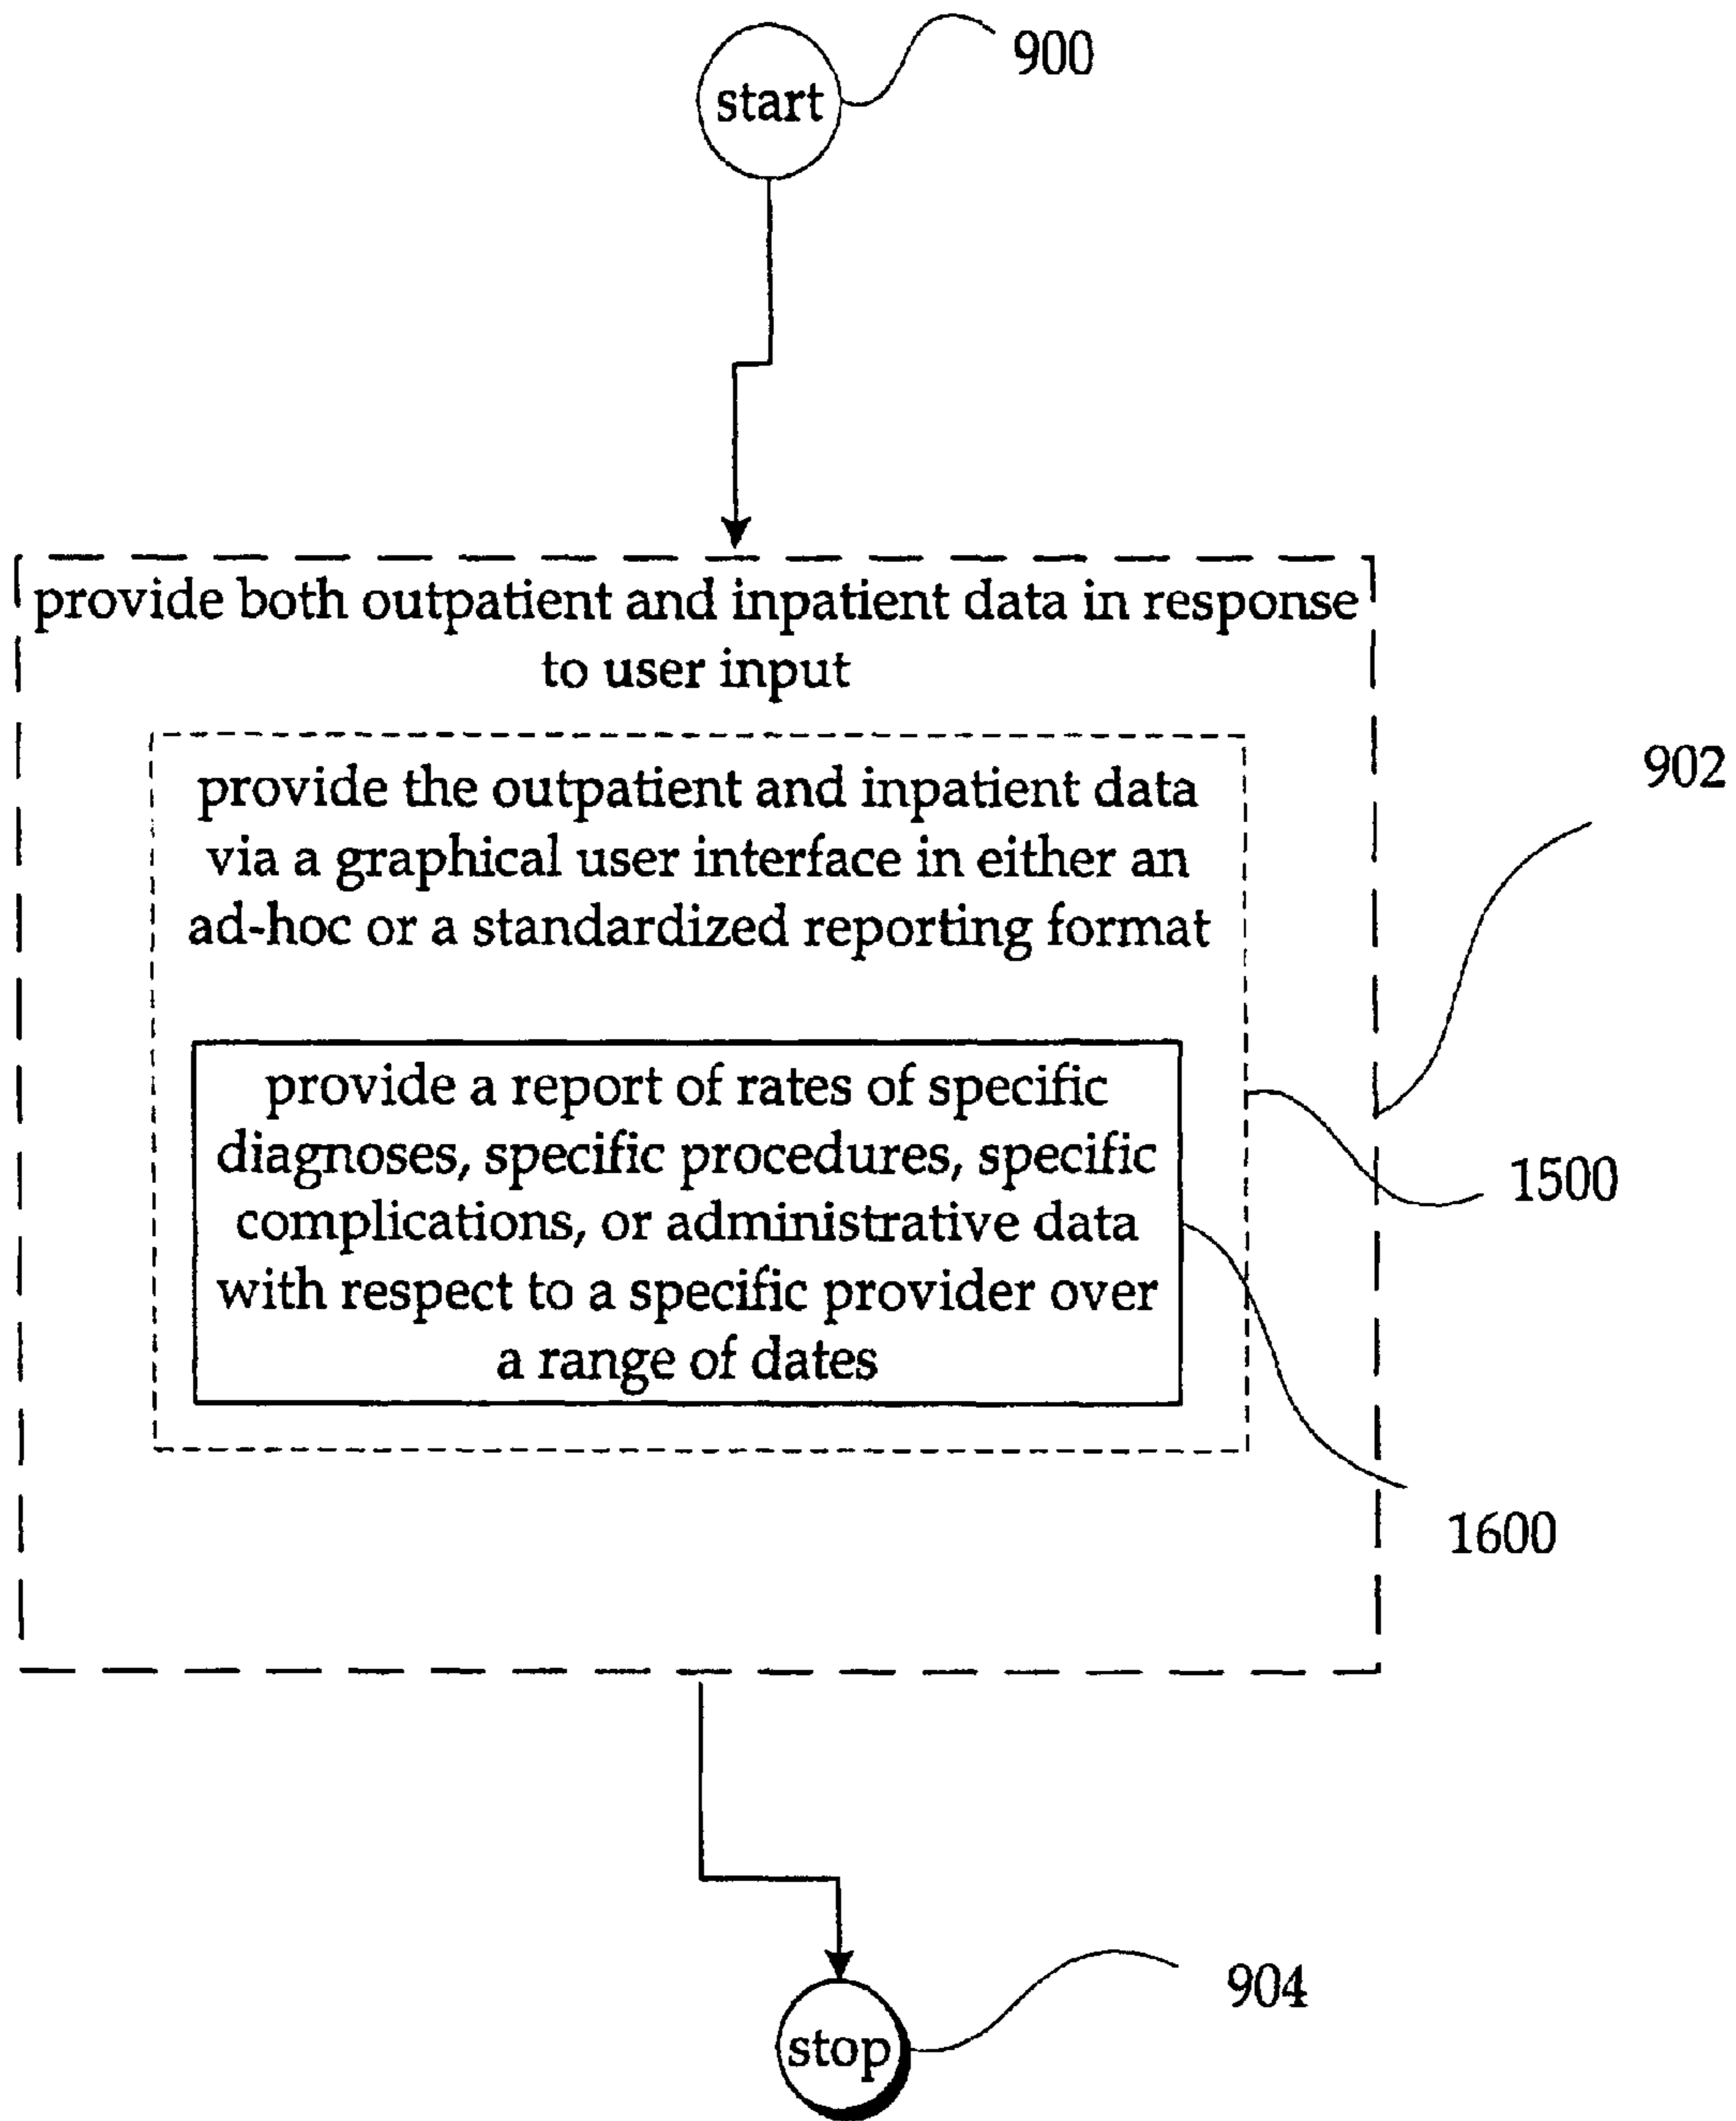 start
900
provide both outpatient and inpatient data in response
to user input
902
provide the outpatient and inpatient data
via a graphical user interface in either an
ad-hoc or a standardized reporting format
provide a report of rates of specific
diagnoses, specific procedures, specific
complications, or administrative data
with respect to a specific provider over
a range of dates
1500
1600
904
stop